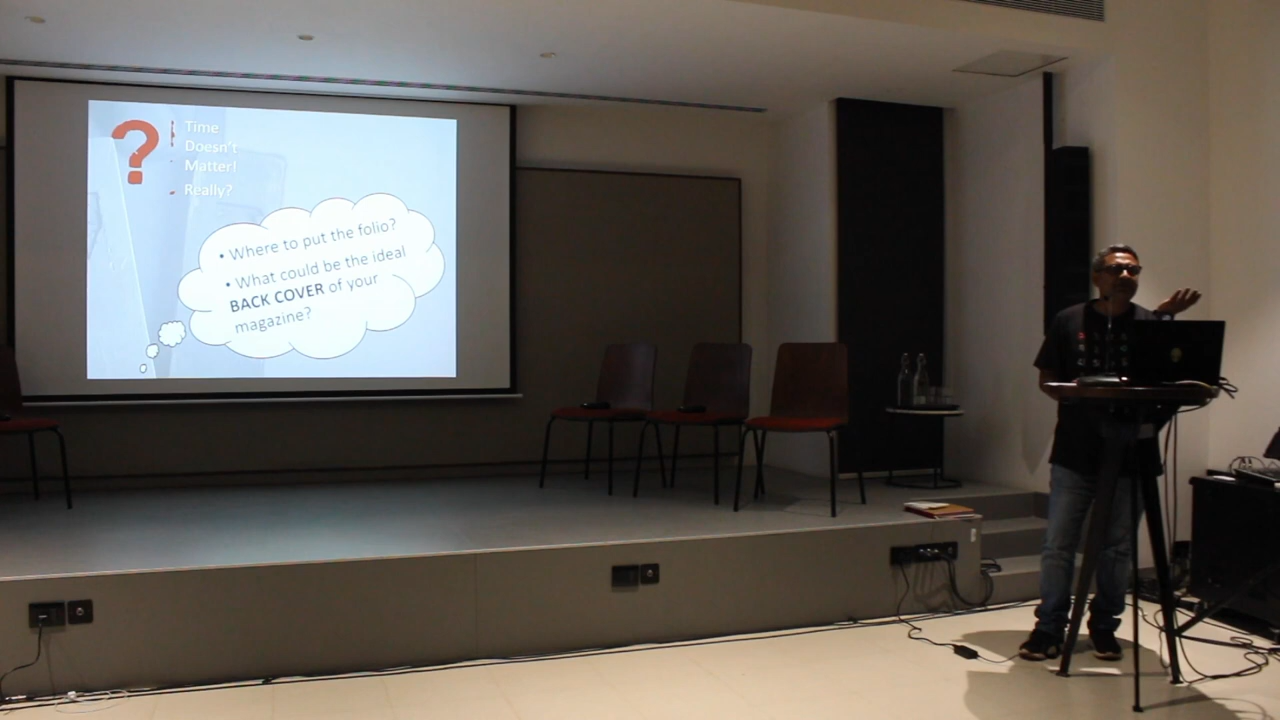 ?
Time
Doesn't
Matter!
Really?
• Where to put the folio?
• What could be the ideal
BACK COVER of your
magazine?